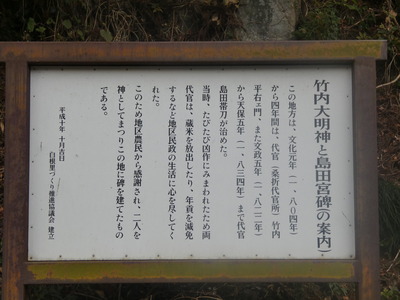 竹内大明神と島田宮碑(の案内)
この地方は、文化元年(一、八〇四年)
から四年間は、代官(桑折代官所)竹内
平右ェ門、また文政五年(一、八二二年)
から天保五年(一、八三四年)まで代官
島田帯刀が治めた。
当時、たびたび凶作にみまわれたため両
代官は、蔵米を放出したり、年貢を減免
するなど地区民政の生活に心を尽してく
れた。
このため地区農民から感謝され、二人を
神としてまつりこの地に碑を建てたもの
である。
平成十年 十月吉日
白根里づくり推進協議会 建立